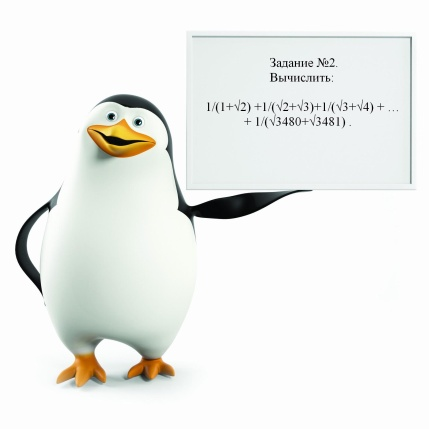 Задание №2.
Вычислить:
1/(1+√2) +1/(√2+√3)+1/(√3+√4) + …
+ 1/(√3480+√3481) .